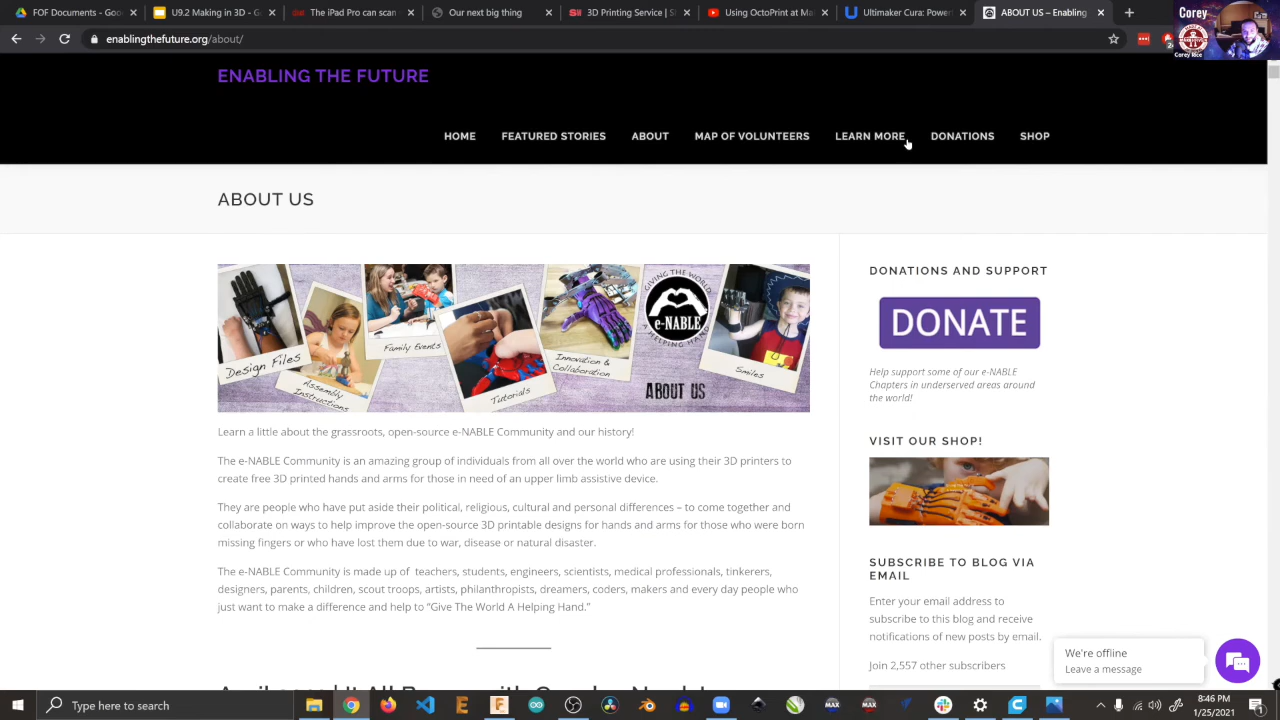 FOF Documents - Goo
U9.2 Making in 3D - G
The iPad Pro can scan
Our next big thing
3D Printing Service | S
Using OctoPrint at Ma
Ultimaker Cura: Power
ABOUT US – Enabling
Corey
enablingthefuture.org/about/
Corey Rice
ENABLING THE FUTURE
HOME FEATURED STORIES ABOUT MAP OF VOLUNTEERS LEARN MORE DONATIONS SHOP
ABOUT US
Design Files
Assembly Instructions
Family Events
Tutorials
Innovation & Collaboration
GIVING THE WORLD A HELPING HAND
e-NABLE
ABOUT US
Smiles
Learn a little about the grassroots, open-source e-NABLE Community and our history!
The e-NABLE Community is an amazing group of individuals from all over the world who are using their 3D printers to
create free 3D printed hands and arms for those in need of an upper limb assistive device.
They are people who have put aside their political, religious, cultural and personal differences – to come together and
collaborate on ways to help improve the open-source 3D printable designs for hands and arms for those who were born
missing fingers or who have lost them due to war, disease or natural disaster.
The e-NABLE Community is made up of teachers, students, engineers, scientists, medical professionals, tinkerers,
designers, parents, children, scout troops, artists, philanthropists, dreamers, coders, makers and every day people who
just want to make a difference and help to “Give The World A Helping Hand.”
DONATIONS AND SUPPORT
DONATE
Help support some of our e-NABLE
Chapters in underserved areas around
the world!
VISIT OUR SHOP!
SUBSCRIBE TO BLOG VIA
EMAIL
Enter your email address to
subscribe to this blog and receive
notifications of new posts by email.
Join 2,557 other subscribers
We're offline
Leave a message
Type here to search
8:46 PM
1/25/2021